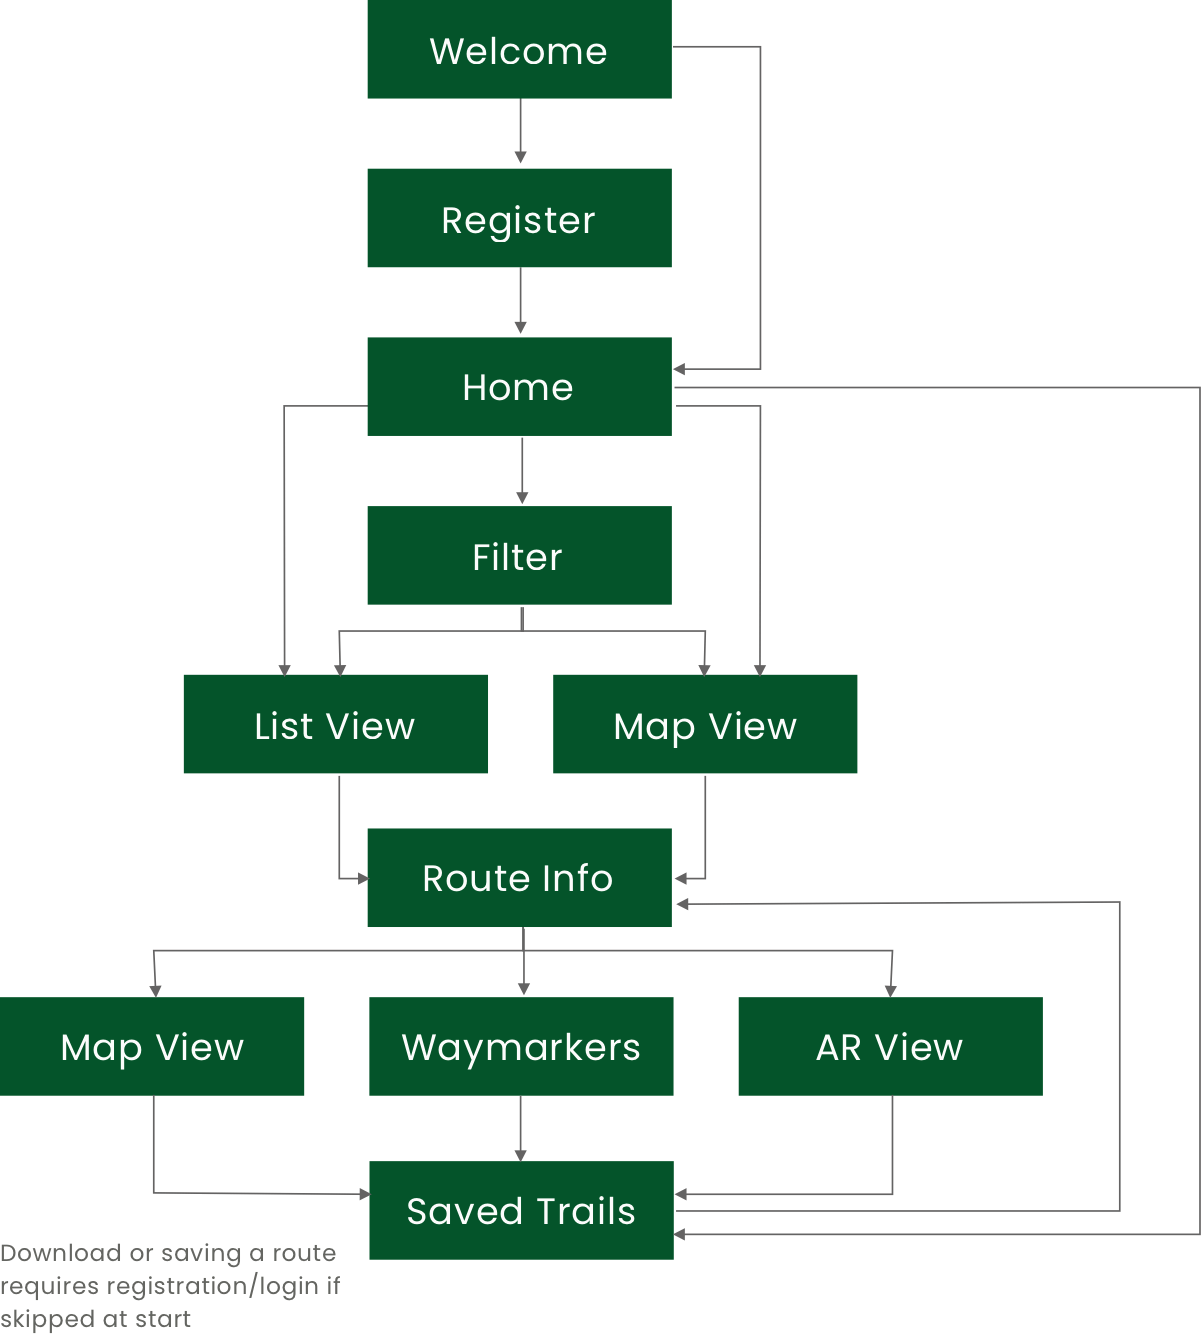 Welcome
Register
Home
Filter
List View
Map View
Route Info
Map View
Waymarkers
AR View
Saved Trails
Download or saving a route
requires registration/login if
skipped at start